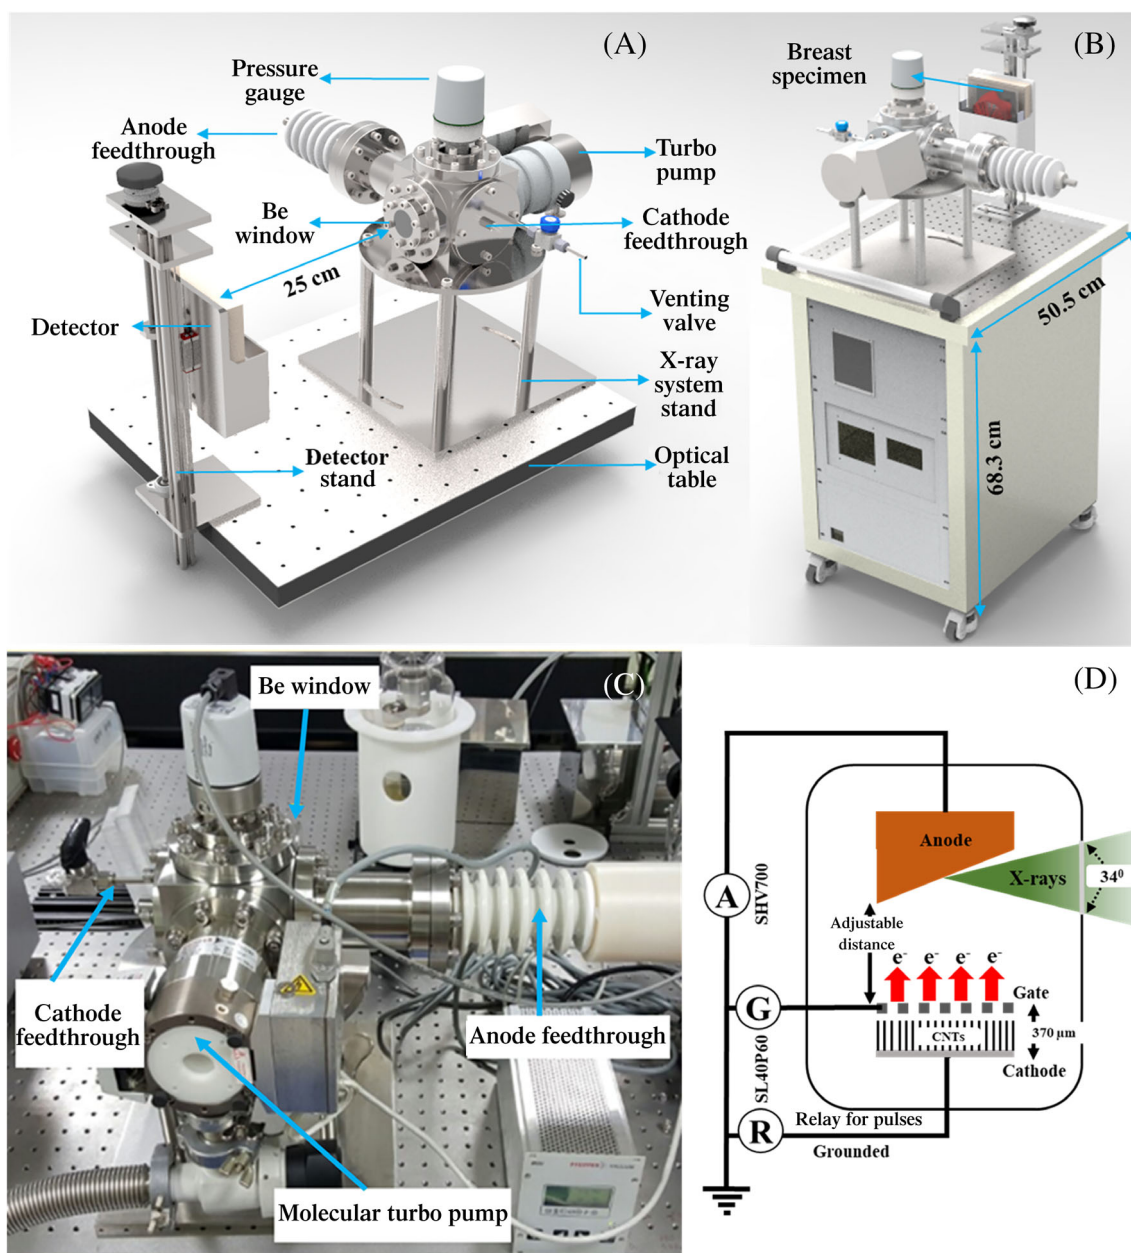 (A)
Pressure
gauge
Anode
feedthrough
Be
window
25 cm
Detector
Detector
stand
Turbo
pump
Cathode
feedthrough
Venting
valve
X-ray
system
stand
Optical
table
(B)
Breast
specimen
50.5 cm
68.3 cm
(C)
Be window
Cathode
feedthrough
Anode feedthrough
Molecular turbo pump
(D)
Anode
X-rays
34⁰
A
SHV700
Adjustable
distance
e⁻ e⁻ e⁻ e⁻
G
Gate
SL40P60
CNTs
370 µm
Cathode
R
Relay for pulses
Grounded